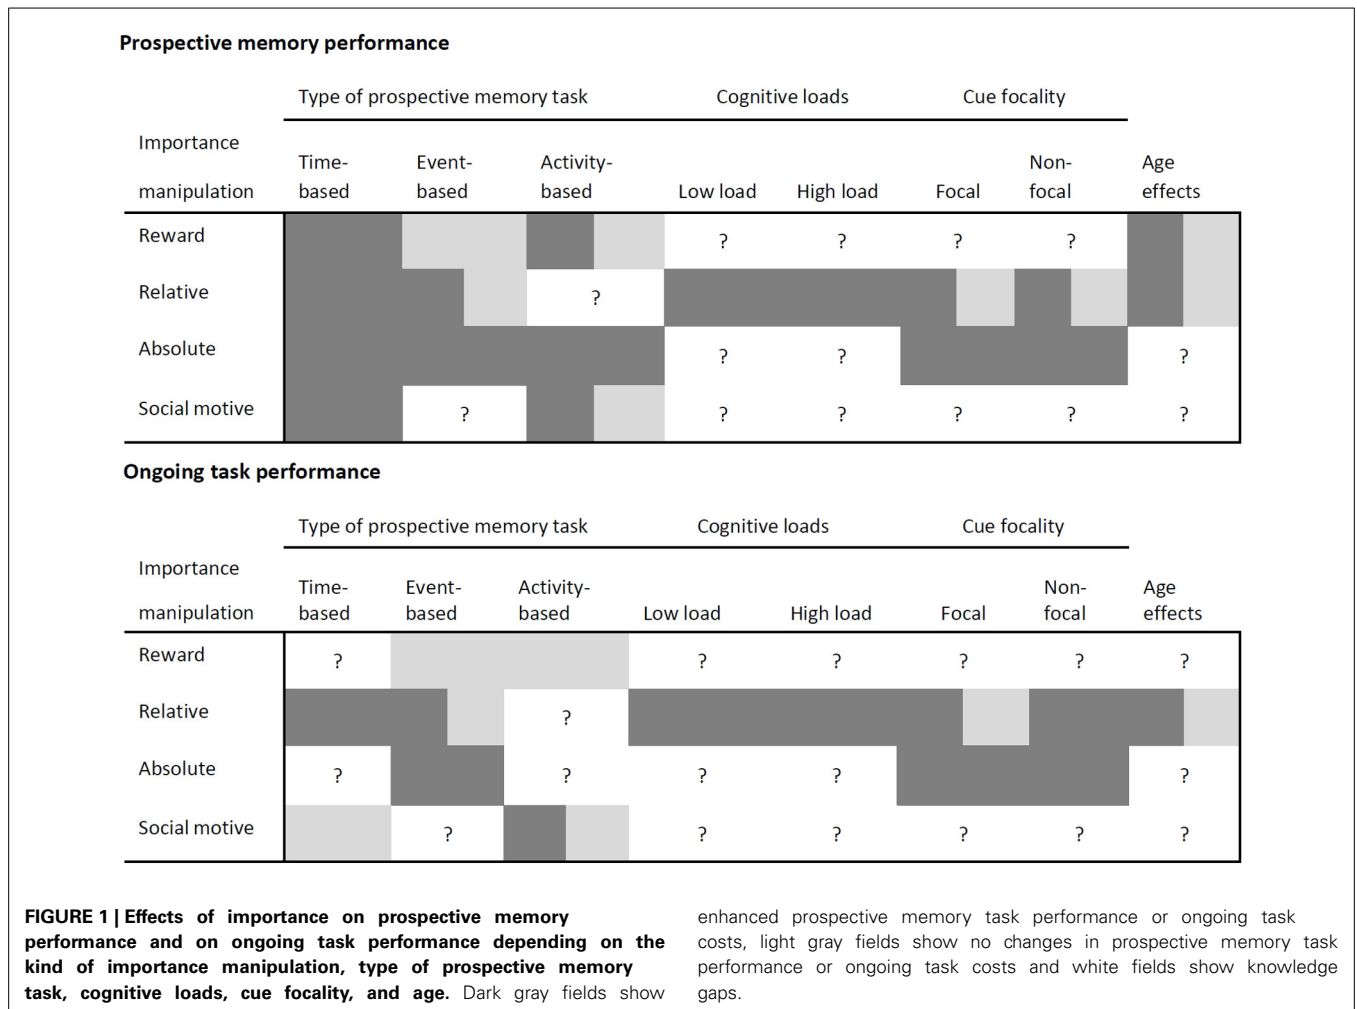 Prospective memory performance
Type of prospective memory task Cognitive loads Cue focality
Importance
manipulation
Time-
based
Event-
based
Activity-
based
Low load High load Focal
Non-
focal
Age
effects
Reward ? ? ? ?
Relative ?
Absolute ? ? ?
Social motive ? ? ? ? ? ?
Ongoing task performance
Type of prospective memory task Cognitive loads Cue focality
Importance
manipulation
Time-
based
Event-
based
Activity-
based
Low load High load Focal
Non-
focal
Age
effects
Reward ? ? ? ? ? ?
Relative ?
Absolute ? ? ? ? ?
Social motive ? ? ? ? ? ?
FIGURE 1 | Effects of importance on prospective memory
performance and on ongoing task performance depending on the
kind of importance manipulation, type of prospective memory
task, cognitive loads, cue focality, and age. Dark gray fields show
enhanced prospective memory task performance or ongoing task
costs, light gray fields show no changes in prospective memory task
performance or ongoing task costs and white fields show knowledge
gaps.